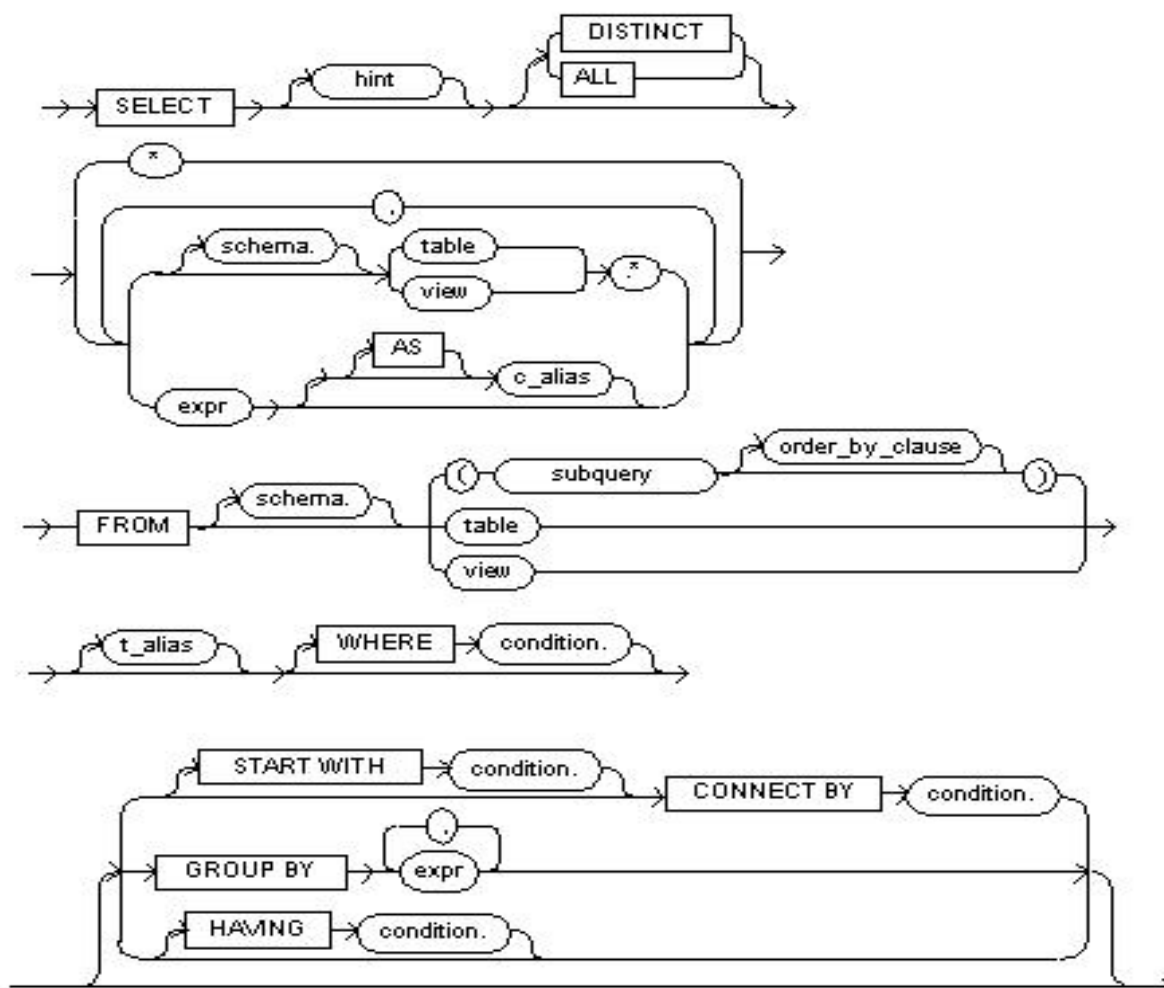 DISTINCT
hint
ALL
SELECT
*
,
schema. table
view .*
AS
c_alias
expr
order_by_clause
( subquery )
schema.
FROM table
view
t_alias WHERE condition.
START WITH condition.
CONNECT BY condition.
,
GROUP BY expr
HAVING condition.